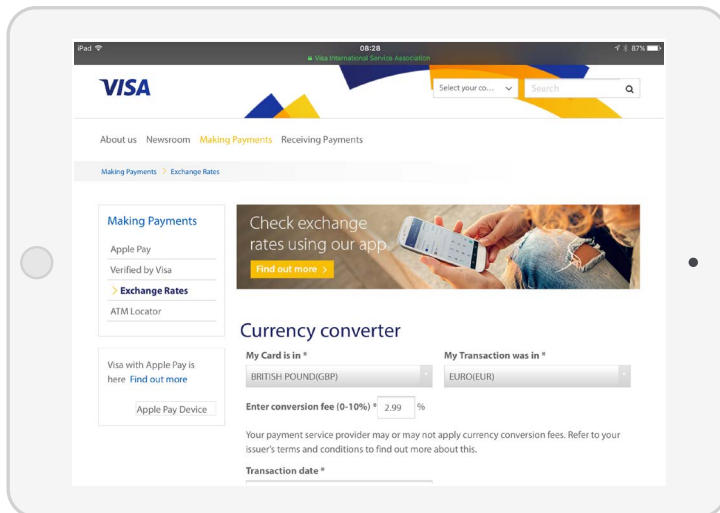 iPad
08:28
87%
Visa International Service Association
VISA
Select your co...
Search
About us Newsroom Making Payments Receiving Payments
Making Payments > Exchange Rates
Making Payments
Apple Pay
Verified by Visa
> Exchange Rates
ATM Locator
Visa with Apple Pay is
here Find out more
Apple Pay Device
Check exchange
rates using our app
Find out more >
Currency converter
My Card is in *
My Transaction was in *
BRITISH POUND(GBP)
EURO(EUR)
Enter conversion fee (0-10%) * 2.99 %
Your payment service provider may or may not apply currency conversion fees. Refer to your
issuer's terms and conditions to find out more about this.
Transaction date *